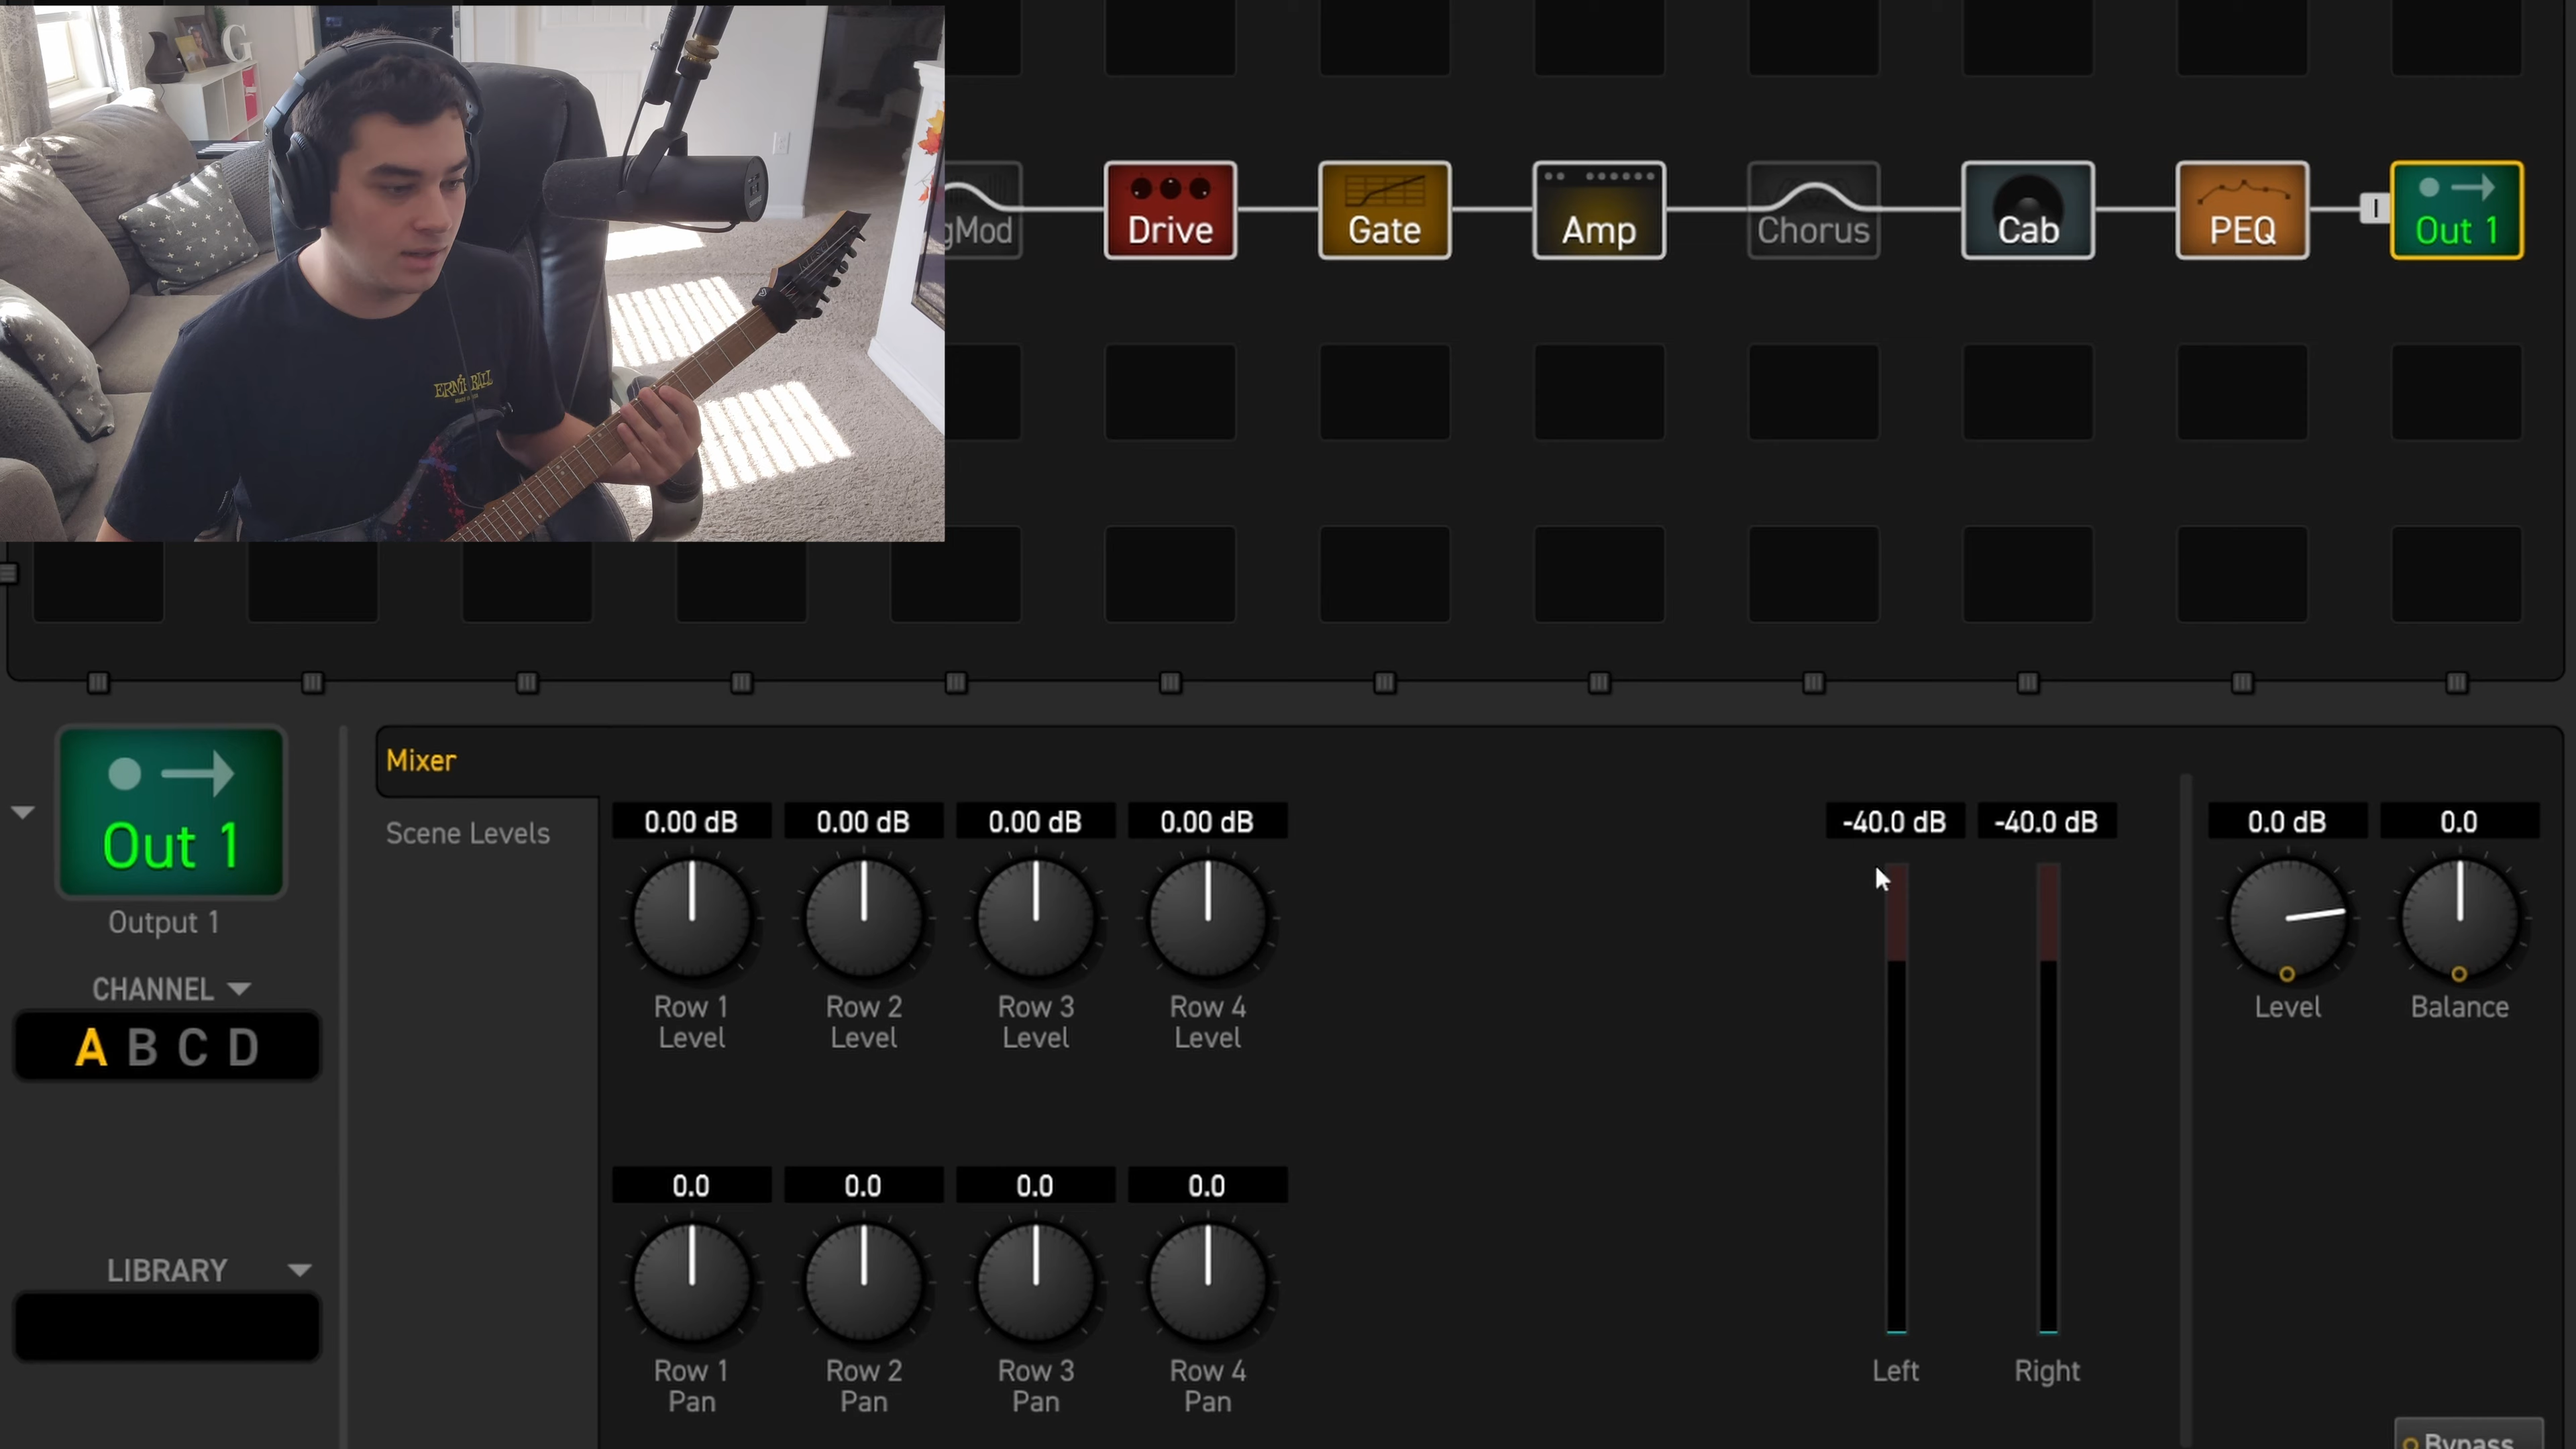 G
ERNIE BALL
gMod
Drive
Gate
Amp
Chorus
Cab
PEQ
Out 1
Mixer
Scene Levels
Out 1
Output 1
CHANNEL
A B C D
LIBRARY
0.00 dB 0.00 dB 0.00 dB 0.00 dB
Row 1 Row 2 Row 3 Row 4
Level Level Level Level
0.0 0.0 0.0 0.0
Row 1 Row 2 Row 3 Row 4
Pan Pan Pan Pan
-40.0 dB -40.0 dB
Left Right
0.0 dB 0.0
Level Balance
Bypass